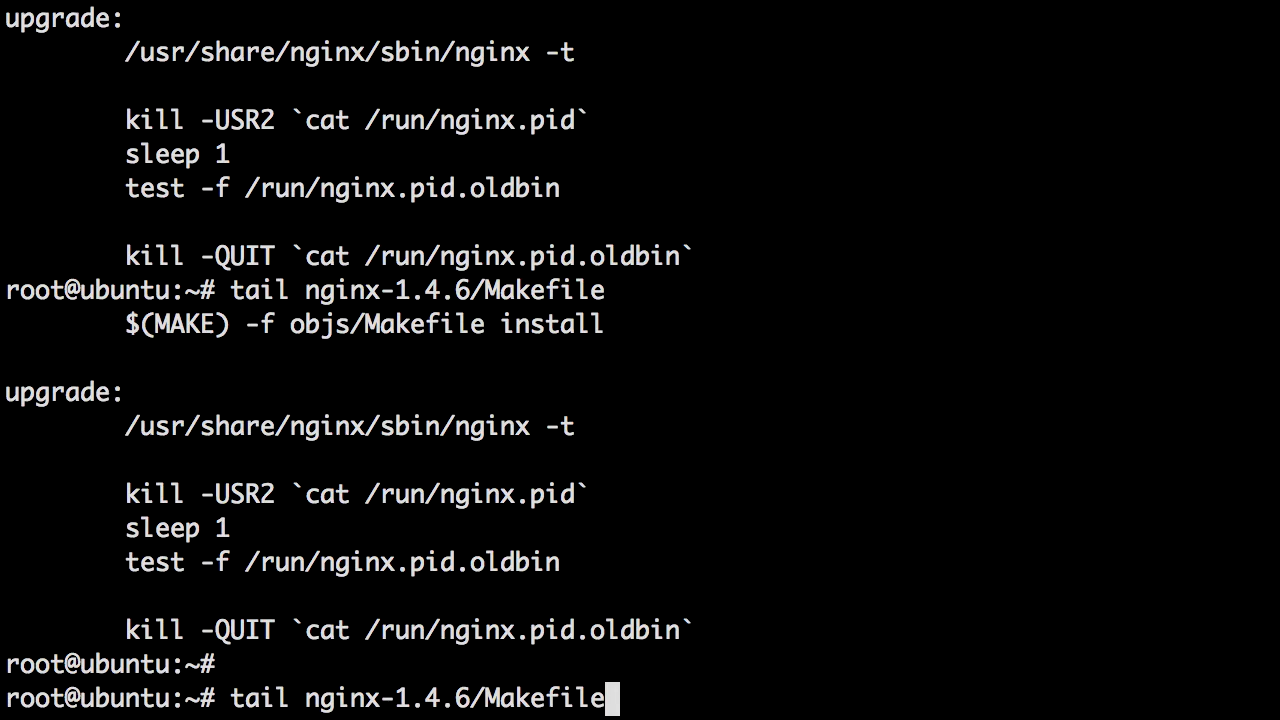 upgrade:
/usr/share/nginx/sbin/nginx -t
kill -USR2 `cat /run/nginx.pid`
sleep 1
test -f /run/nginx.pid.oldbin
kill -QUIT `cat /run/nginx.pid.oldbin`
root@ubuntu:~# tail nginx-1.4.6/Makefile
$(MAKE) -f objs/Makefile install
upgrade:
/usr/share/nginx/sbin/nginx -t
kill -USR2 `cat /run/nginx.pid`
sleep 1
test -f /run/nginx.pid.oldbin
kill -QUIT `cat /run/nginx.pid.oldbin`
root@ubuntu:~#
root@ubuntu:~# tail nginx-1.4.6/Makefile